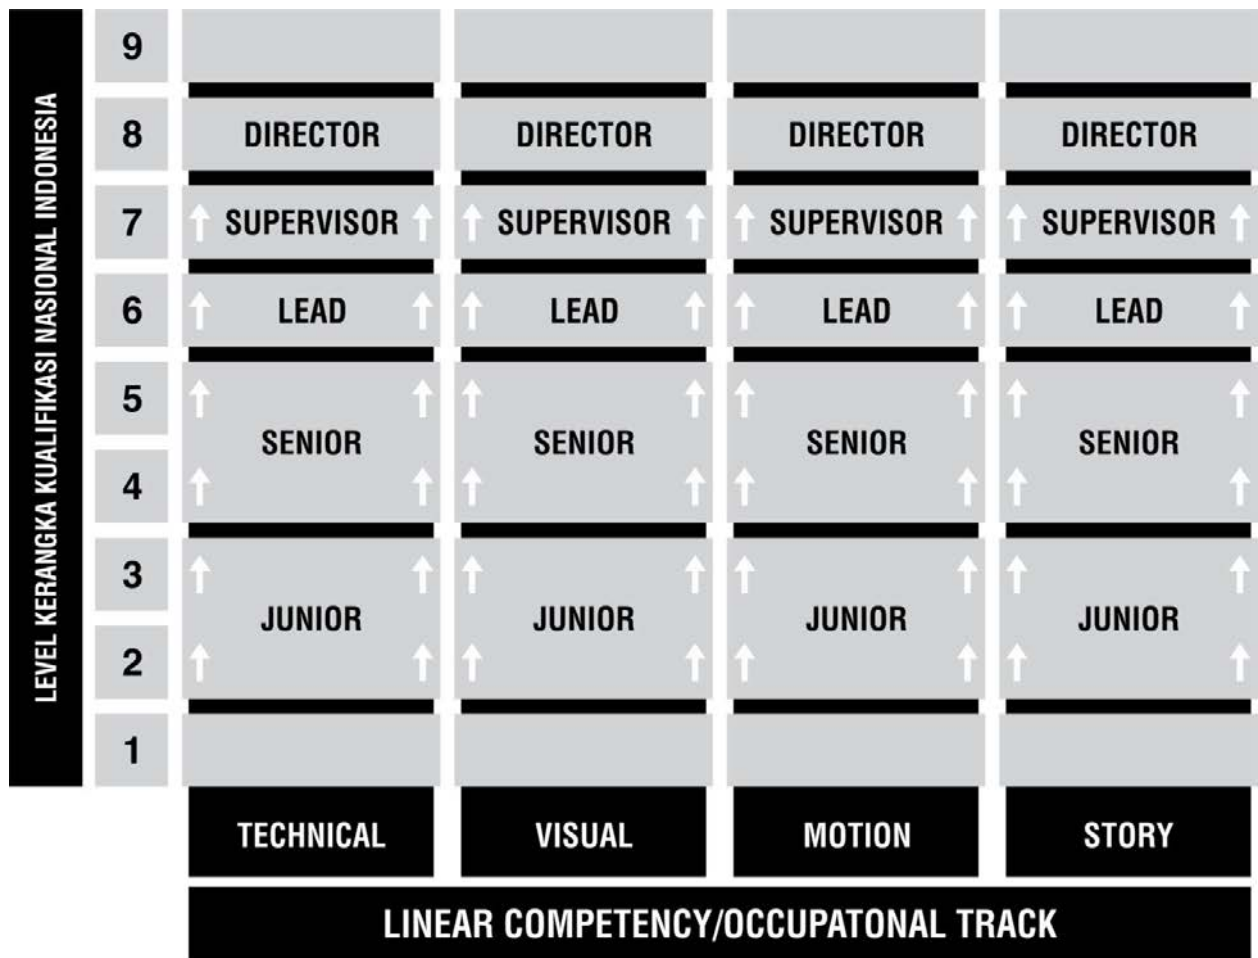 LEVEL KERANGKA KUALIFIKASI NASIONAL INDONESIA
9
8 DIRECTOR DIRECTOR DIRECTOR DIRECTOR
7 SUPERVISOR SUPERVISOR SUPERVISOR SUPERVISOR
6 LEAD LEAD LEAD LEAD
5
SENIOR SENIOR SENIOR SENIOR
4
3
JUNIOR JUNIOR JUNIOR JUNIOR
2
1
TECHNICAL VISUAL MOTION STORY
LINEAR COMPETENCY/OCCUPATONAL TRACK